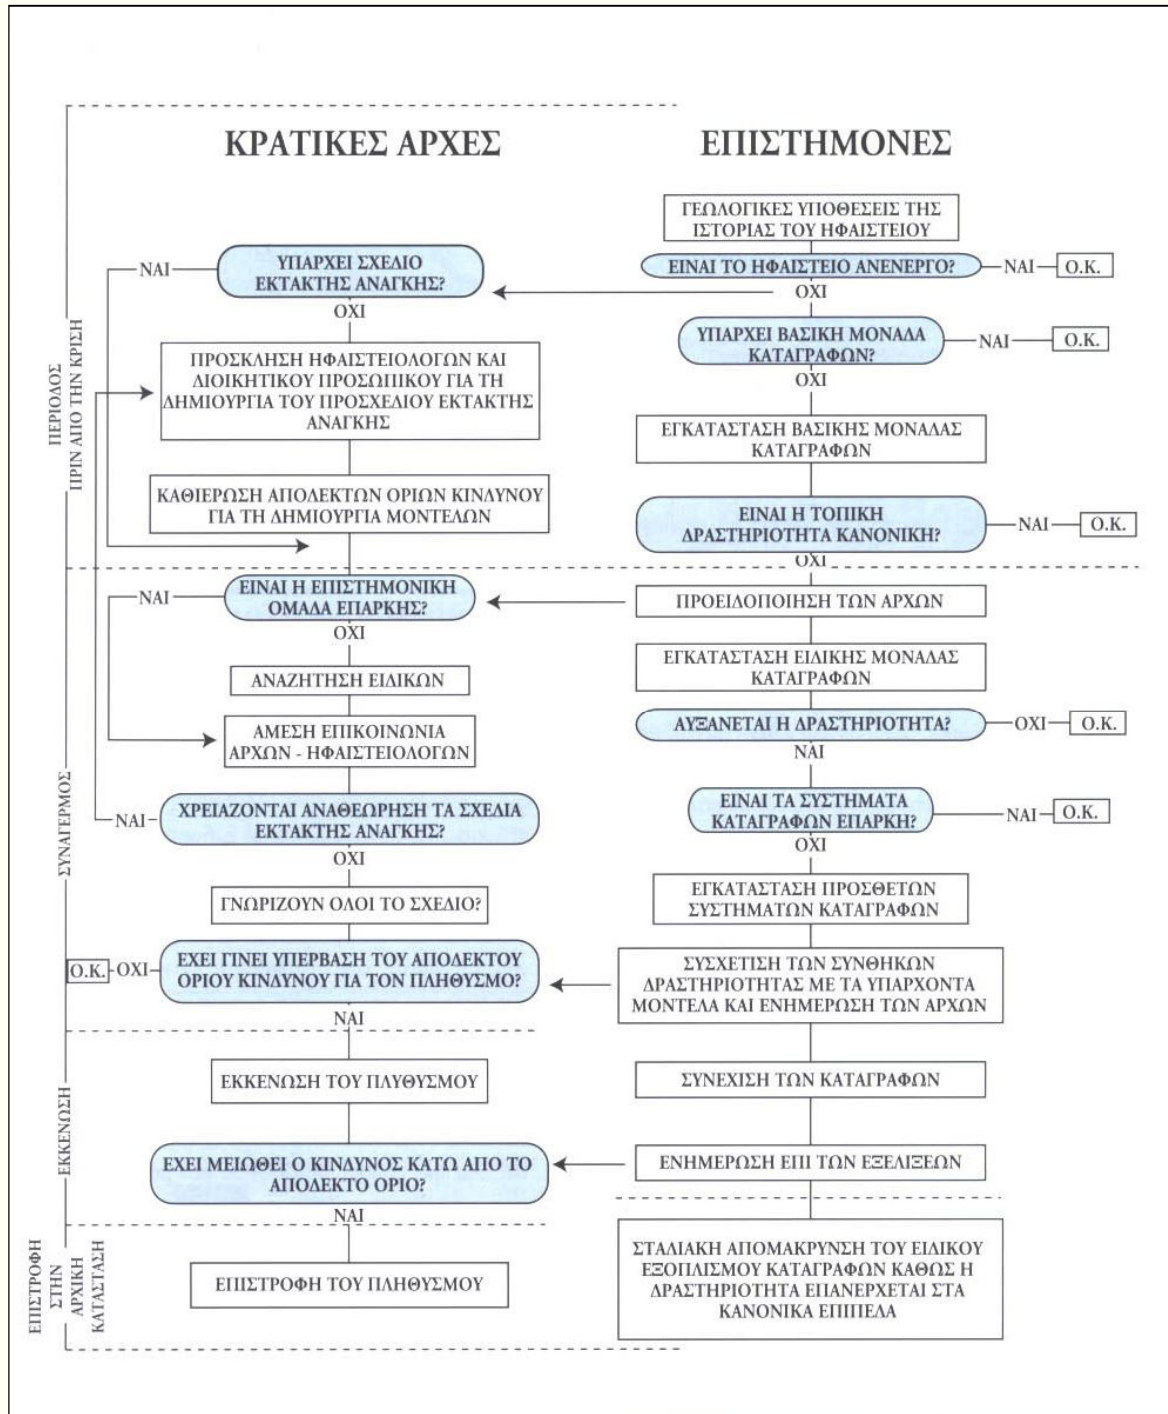 ΚΡΑΤΙΚΕΣ ΑΡΧΕΣ
ΥΠΑΡΧΕΙ ΣΧΕΔΙΟ
ΕΚΤΑΚΤΗΣ ΑΝΑΓΚΗΣ?
ΝΑΙ
ΟΧΙ
ΠΡΟΣΚΛΗΣΗ ΗΦΑΙΣΤΕΙΟΛΟΓΩΝ ΚΑΙ
ΔΙΟΙΚΗΤΙΚΟΥ ΠΡΟΣΩΠΙΚΟΥ ΓΙΑ ΤΗ
ΔΗΜΙΟΥΡΓΙΑ ΤΟΥ ΠΡΟΣΧΕΔΙΟΥ ΕΚΤΑΚΤΗΣ
ΑΝΑΓΚΗΣ
ΚΑΘΙΕΡΩΣΗ ΑΠΟΔΕΚΤΩΝ ΟΡΙΩΝ ΚΙΝΔΥΝΟΥ
ΓΙΑ ΤΗ ΔΗΜΙΟΥΡΓΙΑ ΜΟΝΤΕΛΩΝ
ΕΙΝΑΙ Η ΕΠΙΣΤΗΜΟΝΙΚΗ
ΟΜΑΔΑ ΕΠΑΡΚΗΣ?
ΝΑΙ
ΟΧΙ
ΑΝΑΖΗΤΗΣΗ ΕΙΔΙΚΩΝ
ΑΜΕΣΗ ΕΠΙΚΟΙΝΩΝΙΑ
ΑΡΧΩΝ - ΗΦΑΙΣΤΕΙΟΛΟΓΩΝ
ΧΡΕΙΑΖΟΝΤΑΙ ΑΝΑΘΕΩΡΗΣΗ ΤΑ ΣΧΕΔΙΑ
ΕΚΤΑΚΤΗΣ ΑΝΑΓΚΗΣ?
ΝΑΙ
ΟΧΙ
ΓΝΩΡΙΖΟΥΝ ΟΛΟΙ ΤΟ ΣΧΕΔΙΟ?
ΕΧΕΙ ΓΙΝΕΙ ΥΠΕΡΒΑΣΗ ΤΟΥ ΑΠΟΔΕΚΤΟΥ
ΟΡΙΟΥ ΚΙΝΔΥΝΟΥ ΓΙΑ ΤΟΝ ΠΛΗΘΥΣΜΟ?
Ο.Κ.
ΟΧΙ
ΝΑΙ
ΕΚΚΕΝΩΣΗ ΤΟΥ ΠΛΥΘΥΣΜΟΥ
ΕΧΕΙ ΜΕΙΩΘΕΙ Ο ΚΙΝΔΥΝΟΣ ΚΑΤΩ ΑΠΟ ΤΟ
ΑΠΟΔΕΚΤΟ ΟΡΙΟ?
ΝΑΙ
ΕΠΙΣΤΡΟΦΗ ΤΟΥ ΠΛΗΘΥΣΜΟΥ
ΕΠΙΣΤΗΜΟΝΕΣ
ΓΕΩΛΟΓΙΚΕΣ ΥΠΟΘΕΣΕΙΣ ΤΗΣ
ΙΣΤΟΡΙΑΣ ΤΟΥ ΗΦΑΙΣΤΕΙΟΥ
ΕΙΝΑΙ ΤΟ ΗΦΑΙΣΤΕΙΟ ΑΝΕΝΕΡΓΟ?
ΝΑΙ
Ο.Κ.
ΟΧΙ
ΥΠΑΡΧΕΙ ΒΑΣΙΚΗ ΜΟΝΑΔΑ
ΚΑΤΑΓΡΑΦΩΝ?
ΝΑΙ
Ο.Κ.
ΟΧΙ
ΕΓΚΑΤΑΣΤΑΣΗ ΒΑΣΙΚΗΣ ΜΟΝΑΔΑΣ
ΚΑΤΑΓΡΑΦΩΝ
ΕΙΝΑΙ Η ΤΟΠΙΚΗ
ΔΡΑΣΤΗΡΙΟΤΗΤΑ ΚΑΝΟΝΙΚΗ?
ΝΑΙ
Ο.Κ.
ΟΧΙ
ΠΡΟΕΙΔΟΠΟΙΗΣΗ ΤΩΝ ΑΡΧΩΝ
ΕΓΚΑΤΑΣΤΑΣΗ ΕΙΔΙΚΗΣ ΜΟΝΑΔΑΣ
ΚΑΤΑΓΡΑΦΩΝ
ΑΥΞΑΝΕΤΑΙ Η ΔΡΑΣΤΗΡΙΟΤΗΤΑ?
ΟΧΙ
Ο.Κ.
ΝΑΙ
ΕΙΝΑΙ ΤΑ ΣΥΣΤΗΜΑΤΑ
ΚΑΤΑΓΡΑΦΩΝ ΕΠΑΡΚΗ?
ΝΑΙ
Ο.Κ.
ΟΧΙ
ΕΓΚΑΤΑΣΤΑΣΗ ΠΡΟΣΘΕΤΩΝ
ΣΥΣΤΗΜΑΤΩΝ ΚΑΤΑΓΡΑΦΩΝ
ΣΥΣΧΕΤΙΣΗ ΤΩΝ ΣΥΝΘΗΚΩΝ
ΔΡΑΣΤΗΡΙΟΤΗΤΑΣ ΜΕ ΤΑ ΥΠΑΡΧΟΝΤΑ
ΜΟΝΤΕΛΑ ΚΑΙ ΕΝΗΜΕΡΩΣΗ ΤΩΝ ΑΡΧΩΝ
ΣΥΝΕΧΙΣΗ ΤΩΝ ΚΑΤΑΓΡΑΦΩΝ
ΕΝΗΜΕΡΩΣΗ ΕΠΙ ΤΩΝ ΕΞΕΛΙΞΕΩΝ
ΣΤΑΛΙΑΚΗ ΑΠΟΜΑΚΡΥΝΣΗ ΤΟΥ ΕΙΔΙΚΟΥ
ΕΞΟΠΛΙΣΜΟΥ ΚΑΤΑΓΡΑΦΩΝ ΚΑΘΩΣ Η
ΔΡΑΣΤΗΡΙΟΤΗΤΑ ΕΠΑΝΕΡΧΕΤΑΙ ΣΤΑ
ΚΑΝΟΝΙΚΑ ΕΠΙΠΕΔΑ
ΠΕΡΙΟΔΟΣ
ΠΡΙΝ ΑΠΟ ΤΗΝ ΚΡΙΣΗ
ΣΥΝΑΓΕΡΜΟΣ
ΕΚΚΕΝΩΣΗ
ΕΠΙΣΤΡΟΦΗ
ΣΤΗΝ
ΑΡΧΙΚΗ
ΚΑΤΑΣΤΑΣΗ